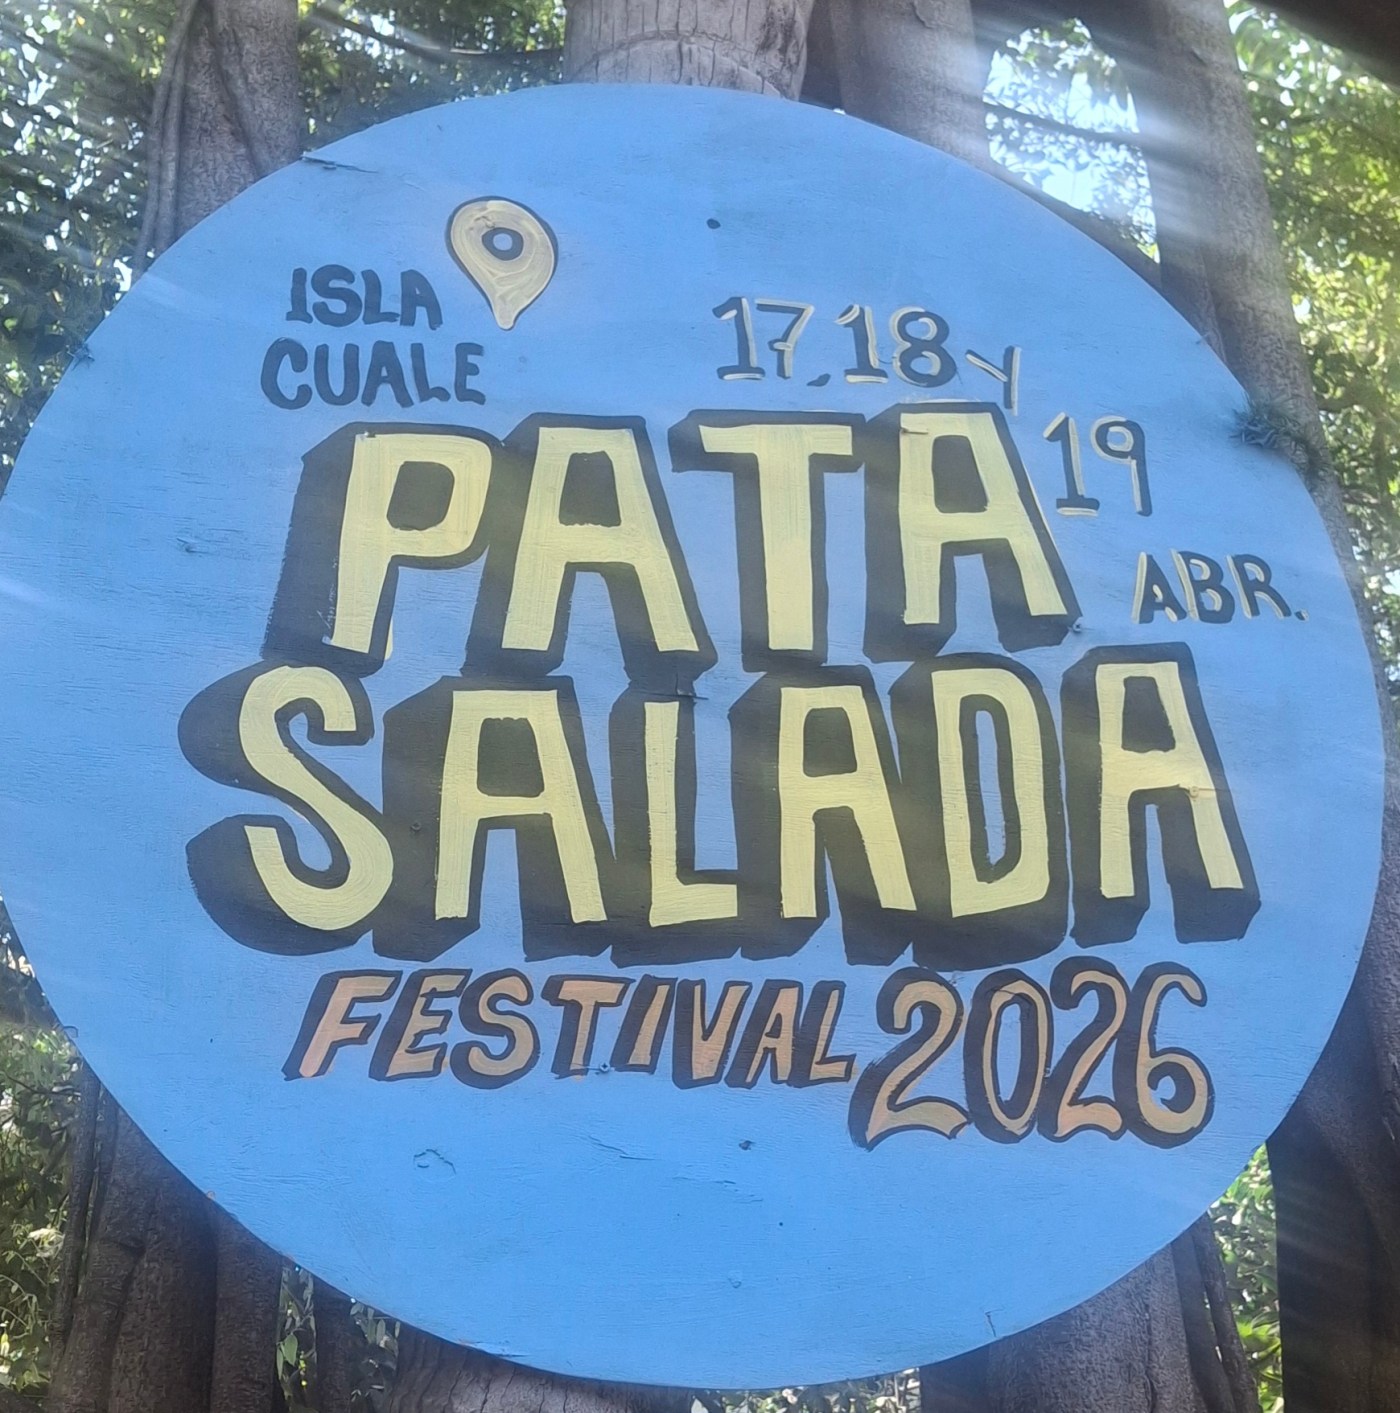 ISLA
CUALE
17,18 Y
19
ABR.
PATA
SALADA
FESTIVAL 2026